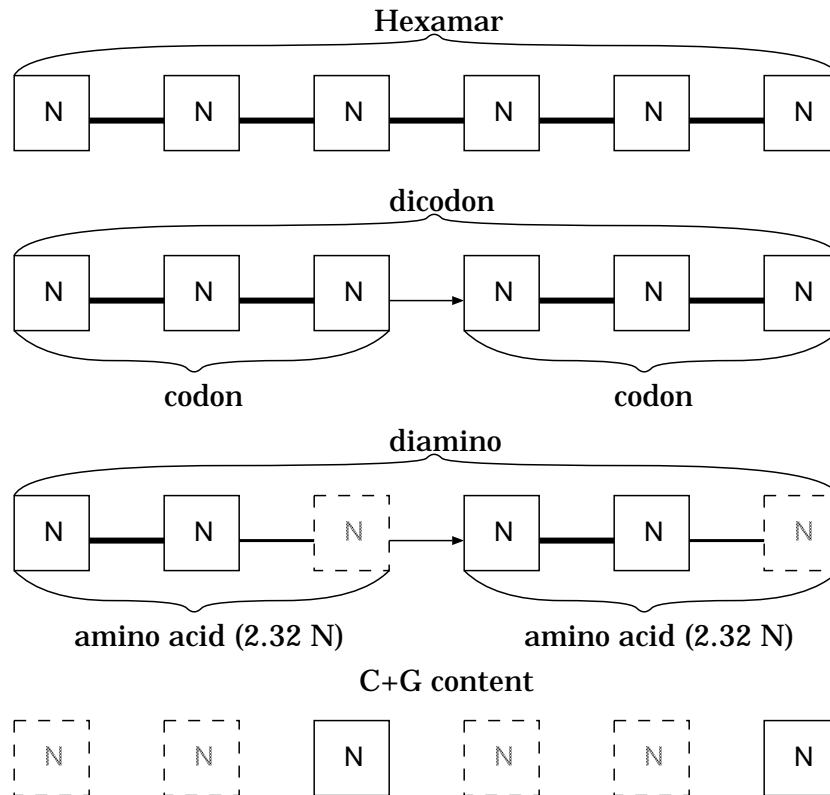 Hexamar
N N N N N N
dicodon
N N N N N N
codon codon
diamino
N N N N N N
amino acid (2.32 N) amino acid (2.32 N)
C+G content
N N N N N N